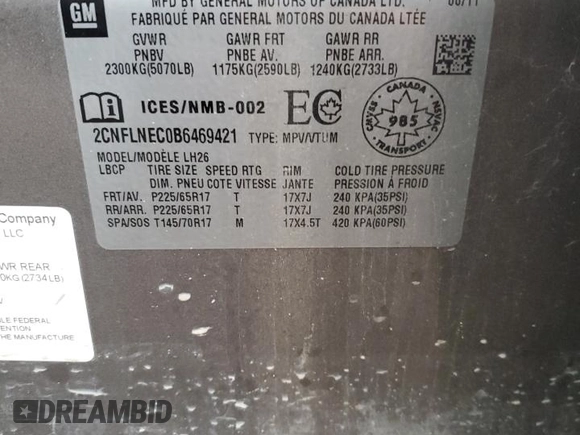 GM
MFD BY GENERAL MOTORS OF CANADA LTD.
FABRIQUÉ PAR GENERAL MOTORS DU CANADA LTÉE
GVWR GAWR FRT GAWR RR
PNBV PNBE AV. PNBE ARR.
2300KG(5070LB) 1175KG(2590LB) 1240KG(2733LB)
ICES/NMB-002 EC
CANADA
CMVSS 985 NSVAC
TRANSPORT
2CNFLNEC0B6469421 TYPE: MPV/VTUM
MODEL/MODÈLE LH26
LBCP TIRE SIZE SPEED RTG RIM COLD TIRE PRESSURE
DIM. PNEU COTE VITESSE JANTE PRESSION À FROID
FRT/AV. P225/65R17 T 17X7J 240 KPA(35PSI)
RR/ARR. P225/65R17 T 17X7J 240 KPA(35PSI)
SPA/SOS T145/70R17 M 17X4.5T 420 KPA(60PSI)
Company
LLC
WR REAR
0KG(2734LB)
LE FEDERAL
ENTION
THE MANUFACTURE
DREAMBID